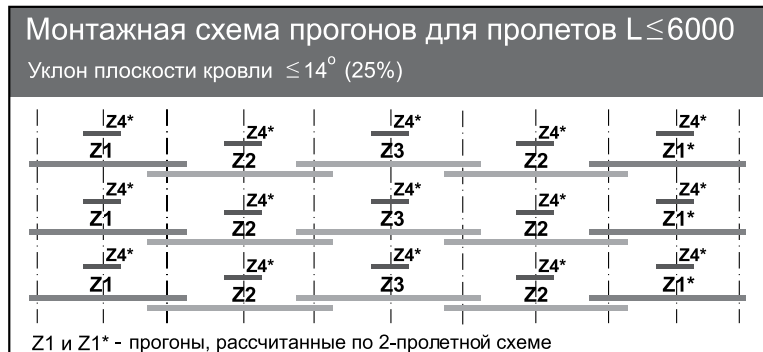 Монтажная схема прогонов для пролетов L≤6000
Уклон плоскости кровли ≤14° (25%)
Z4* Z4* Z4* Z4* Z4*
Z1 Z2 Z3 Z2 Z1*
Z4* Z4* Z4* Z4* Z4*
Z1 Z2 Z3 Z2 Z1*
Z4* Z4* Z4* Z4* Z4*
Z1 Z2 Z3 Z2 Z1*
Z1 и Z1* - прогоны, рассчитанные по 2-пролетной схеме